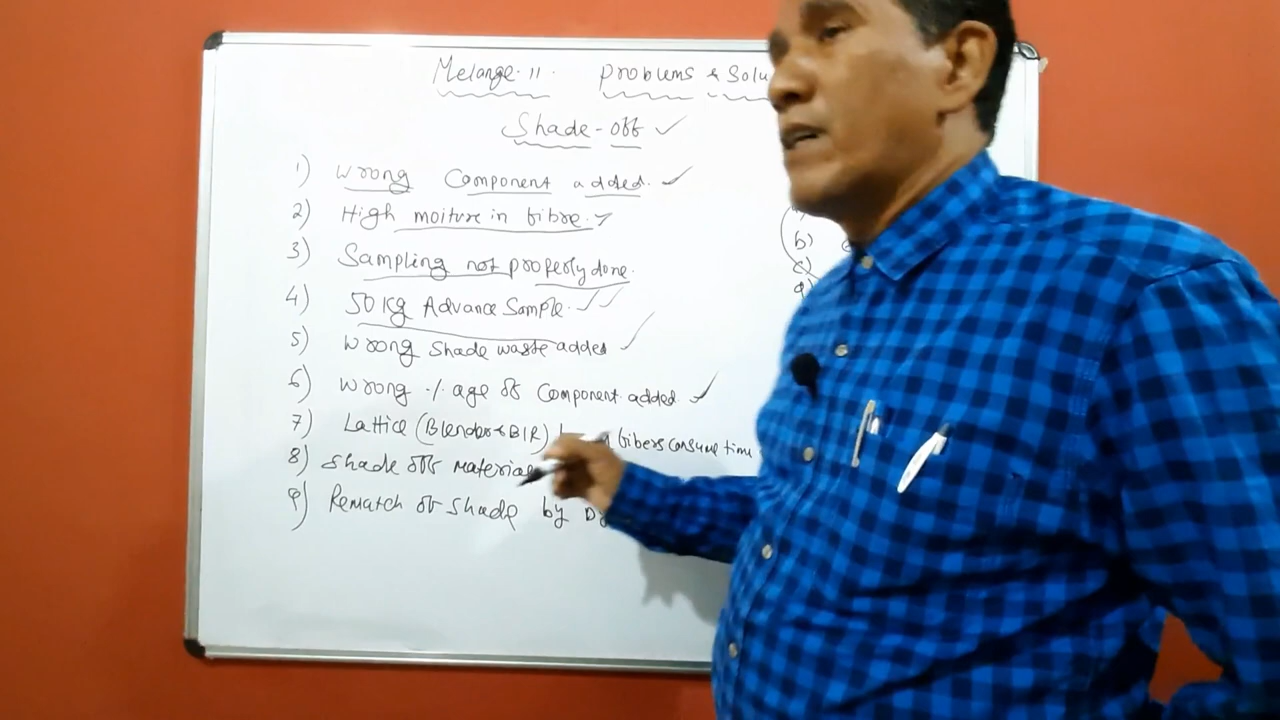 Melange. 11. Problems & Solu
Shade-off ✓
1) Wrong Component added. ✓
2) High moiture in fibre.
3) Sampling not properly done.
4) 50 Kg Advance Sample. ✓✓
5) Wrong Shade waste added ✓
6) Wrong %age of Component added ✓
7) Lattice (Blender & B/R) fibers consume time
8) Shade off material
9) Rematch of Shade by
b)
c)